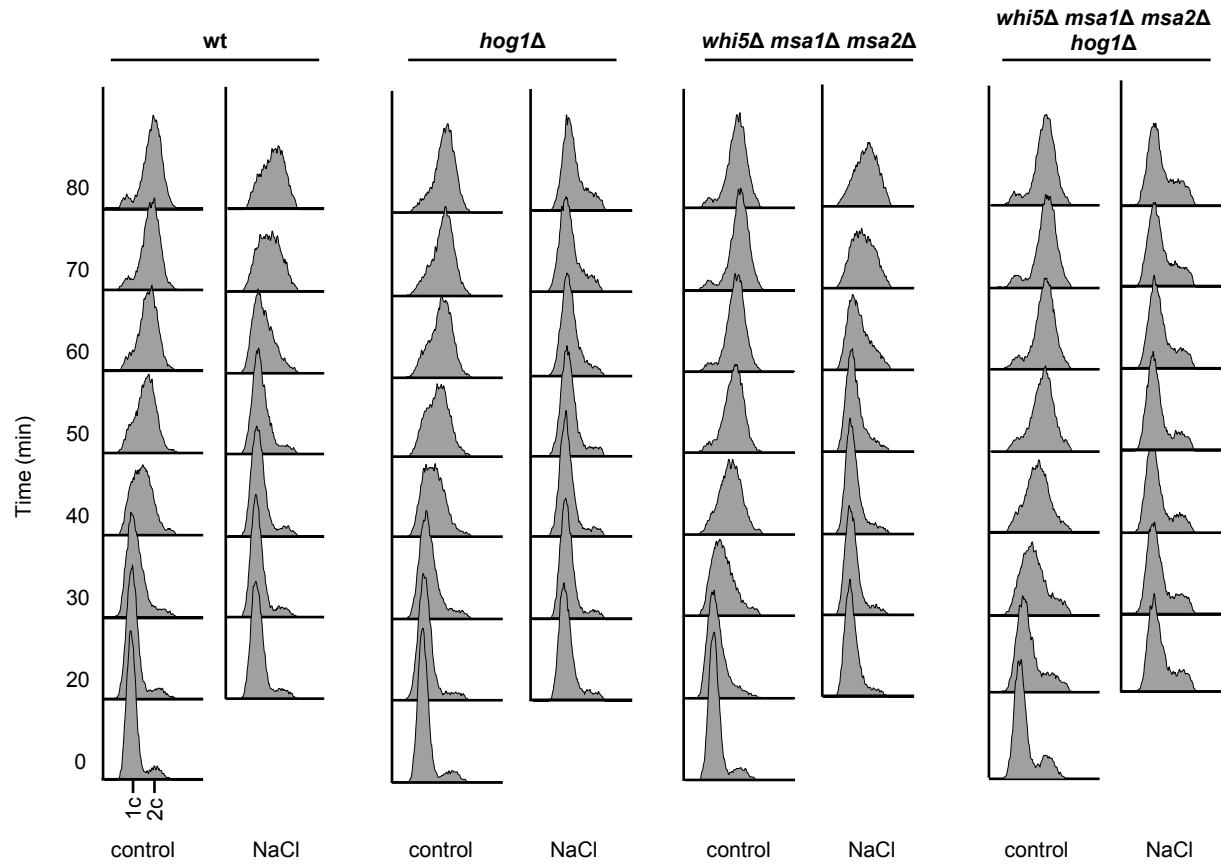 wt
hog1Δ
whi5Δ msa1Δ msa2Δ
whi5Δ msa1Δ msa2Δ
hog1Δ
Time (min)
80
70
60
50
40
30
20
0
1c
2c
control
NaCl
control
NaCl
control
NaCl
control
NaCl